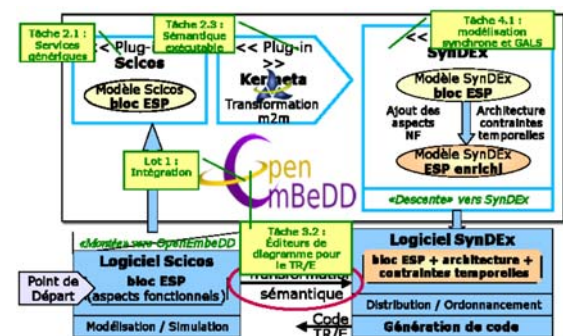 Tâche 2.1 :
Services
génériques
<< Plug-in
Scicos
Modèle Scicos
bloc ESP
Tâche 2.3 :
Sémantique
exécutable
<< Plug-in
>>
Kermeta
Transformation
m2m
Tâche 4.1 :
modélisation
synchrone et GALS
<<
SynDEx
Modèle SynDEx
bloc ESP
Ajout des
aspects
NF
Architecture
contraintes
temporelles
Modèle SynDEx
ESP enrichi
«Descente» vers SynDEx
Lot 1 :
Intégration
Open
EmBeDD
«Montée» vers OpenEmbeDD
Tâche 3.2 :
Éditeurs de
diagramme pour
le TR/E
Point de
Départ
Logiciel Scicos
bloc ESP
(aspects fonctionnels)
Modélisation / Simulation
sémantique
Logiciel SynDEx
bloc ESP + architecture +
contraintes temporelles
Distribution / Ordonnancement
Génération de code
Code
TR/E